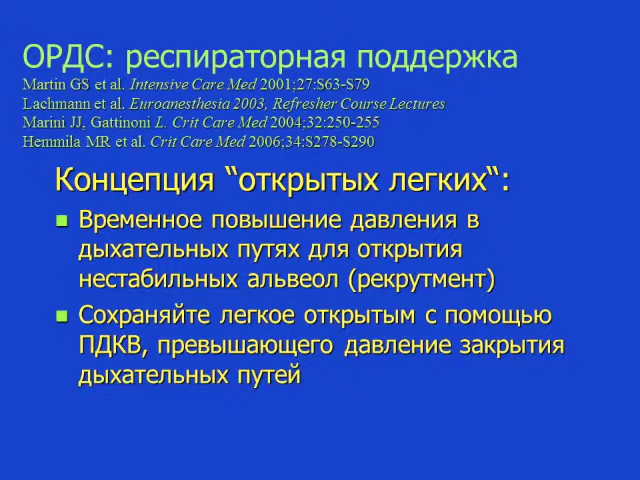 ОРДС: респираторная поддержка
Martin GS et al. Intensive Care Med 2001;27:S63-S79
Lachmann et al. Euroanesthesia 2003, Refresher Course Lectures
Marini JJ, Gattinoni L. Crit Care Med 2004;32:250-255
Hemmila MR et al. Crit Care Med 2006;34:S278-S290
Концепция “открытых легких“:
Временное повышение давления в
дыхательных путях для открытия
нестабильных альвеол (рекрутмент)
Сохраняйте легкое открытым с помощью
ПДКВ, превышающего давление закрытия
дыхательных путей